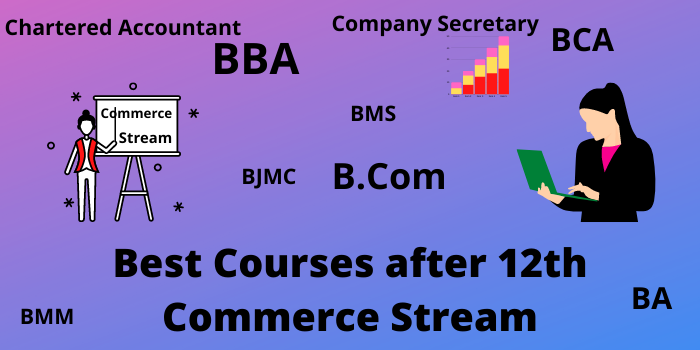 Chartered Accountant
Company Secretary
BBA
BCA
Commerce
Stream
BMS
BJMC
B.Com
Best Courses after 12th
Commerce Stream
BA
BMM